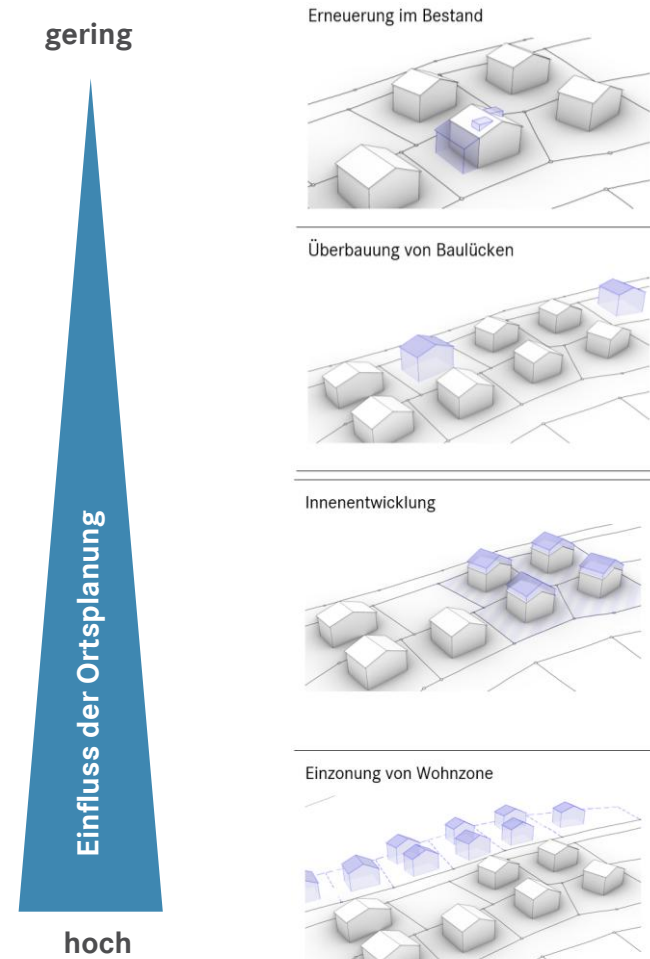 gering
Einfluss der Ortsplanung
hoch
Erneuerung im Bestand
Überbauung von Baulücken
Innenentwicklung
Einzonung von Wohnzone